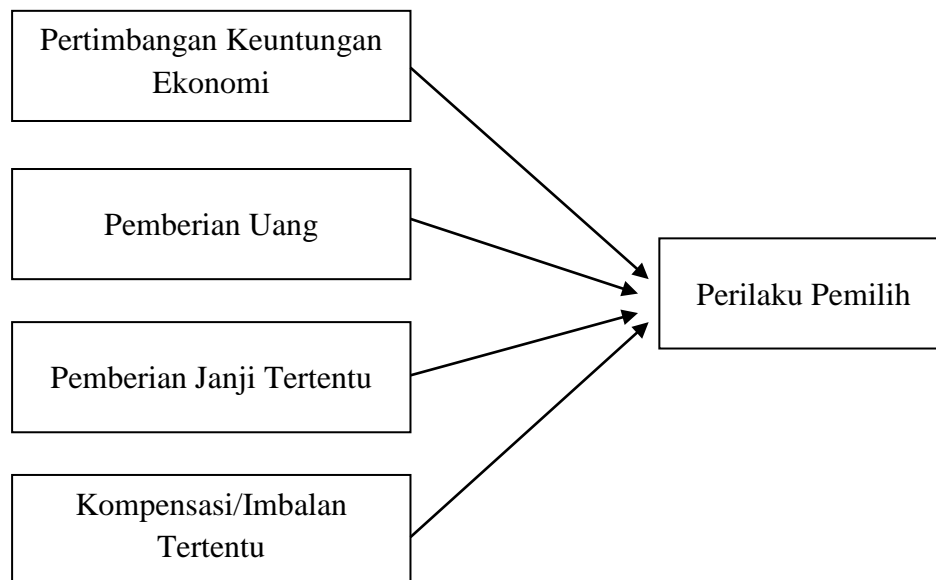 Pertimbangan Keuntungan
Ekonomi
Pemberian Uang
Perilaku Pemilih
Pemberian Janji Tertentu
Kompensasi/Imbalan
Tertentu